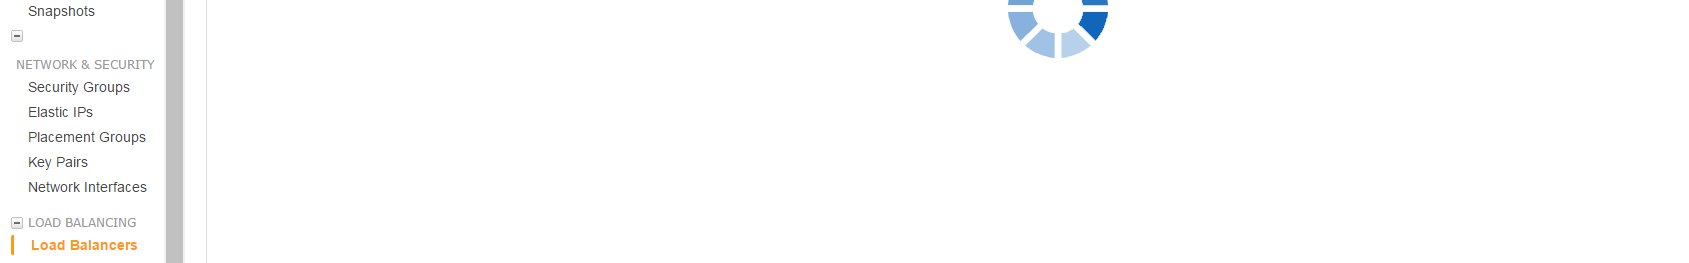 Snapshots
NETWORK & SECURITY
Security Groups
Elastic IPs
Placement Groups
Key Pairs
Network Interfaces
LOAD BALANCING
Load Balancers